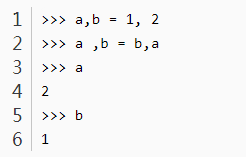 1 >>> a,b = 1, 2
2 >>> a ,b = b,a
3 >>> a
4 2
5 >>> b
6 1